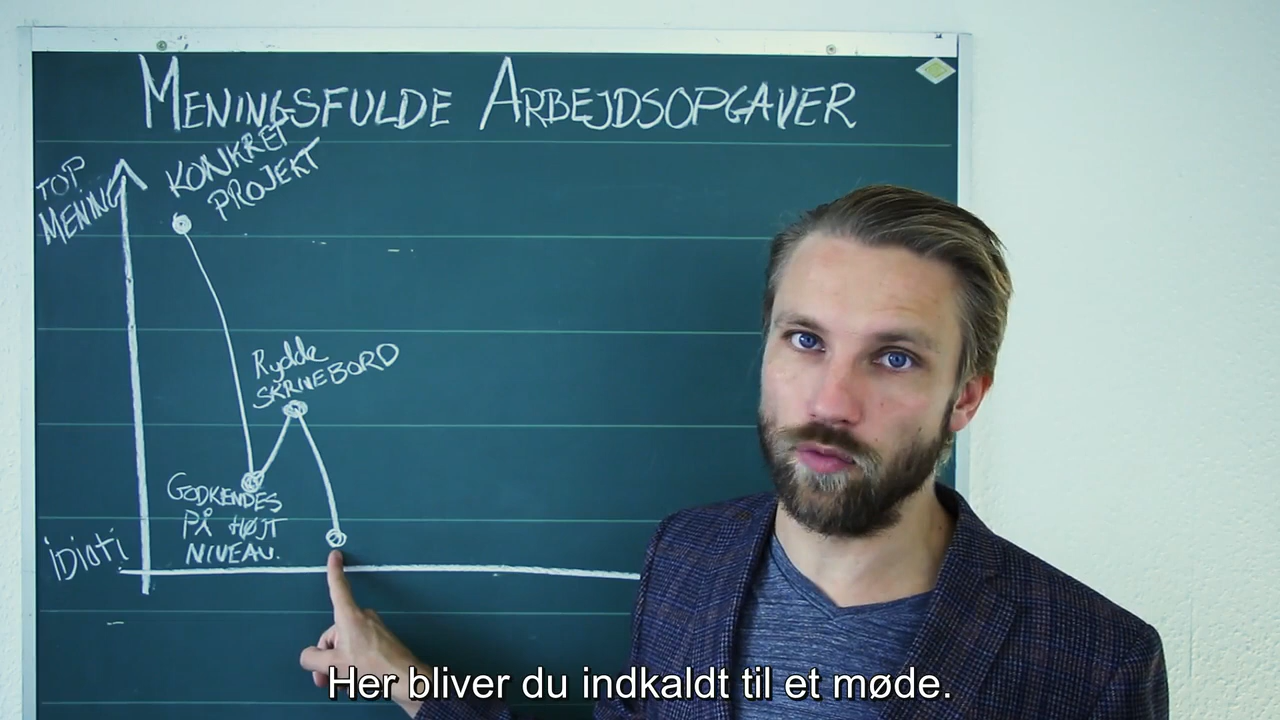 MENINGSFULDE ARBEJDSOPGAVER
TOP
MENING
KONKRET
PROJEKT
Rydde
SKRIVEBORD
GODKENDES
PÅ HØJT
NIVEAU.
idioti
Her bliver du indkaldt til et møde.